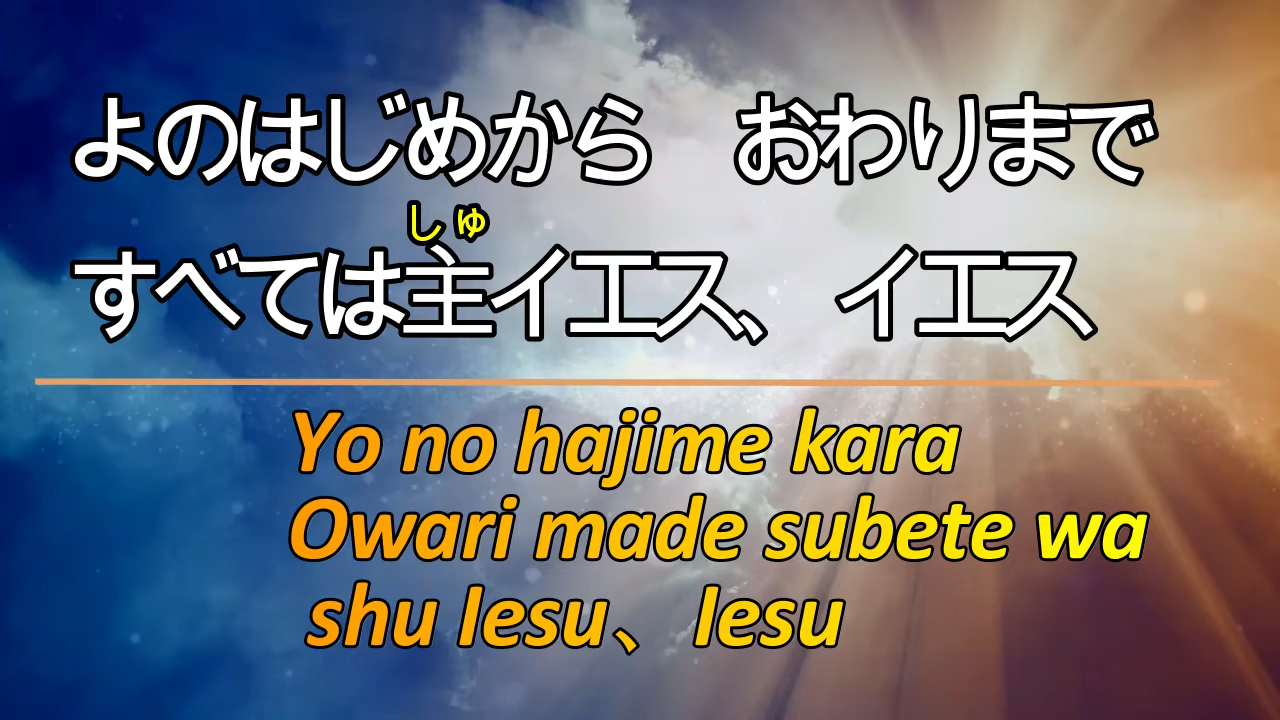 よのはじめから　おわりまで
しゅ
すべては主イエス、 イエス
Yo no hajime kara
Owari made subete wa
shu Iesu、Iesu